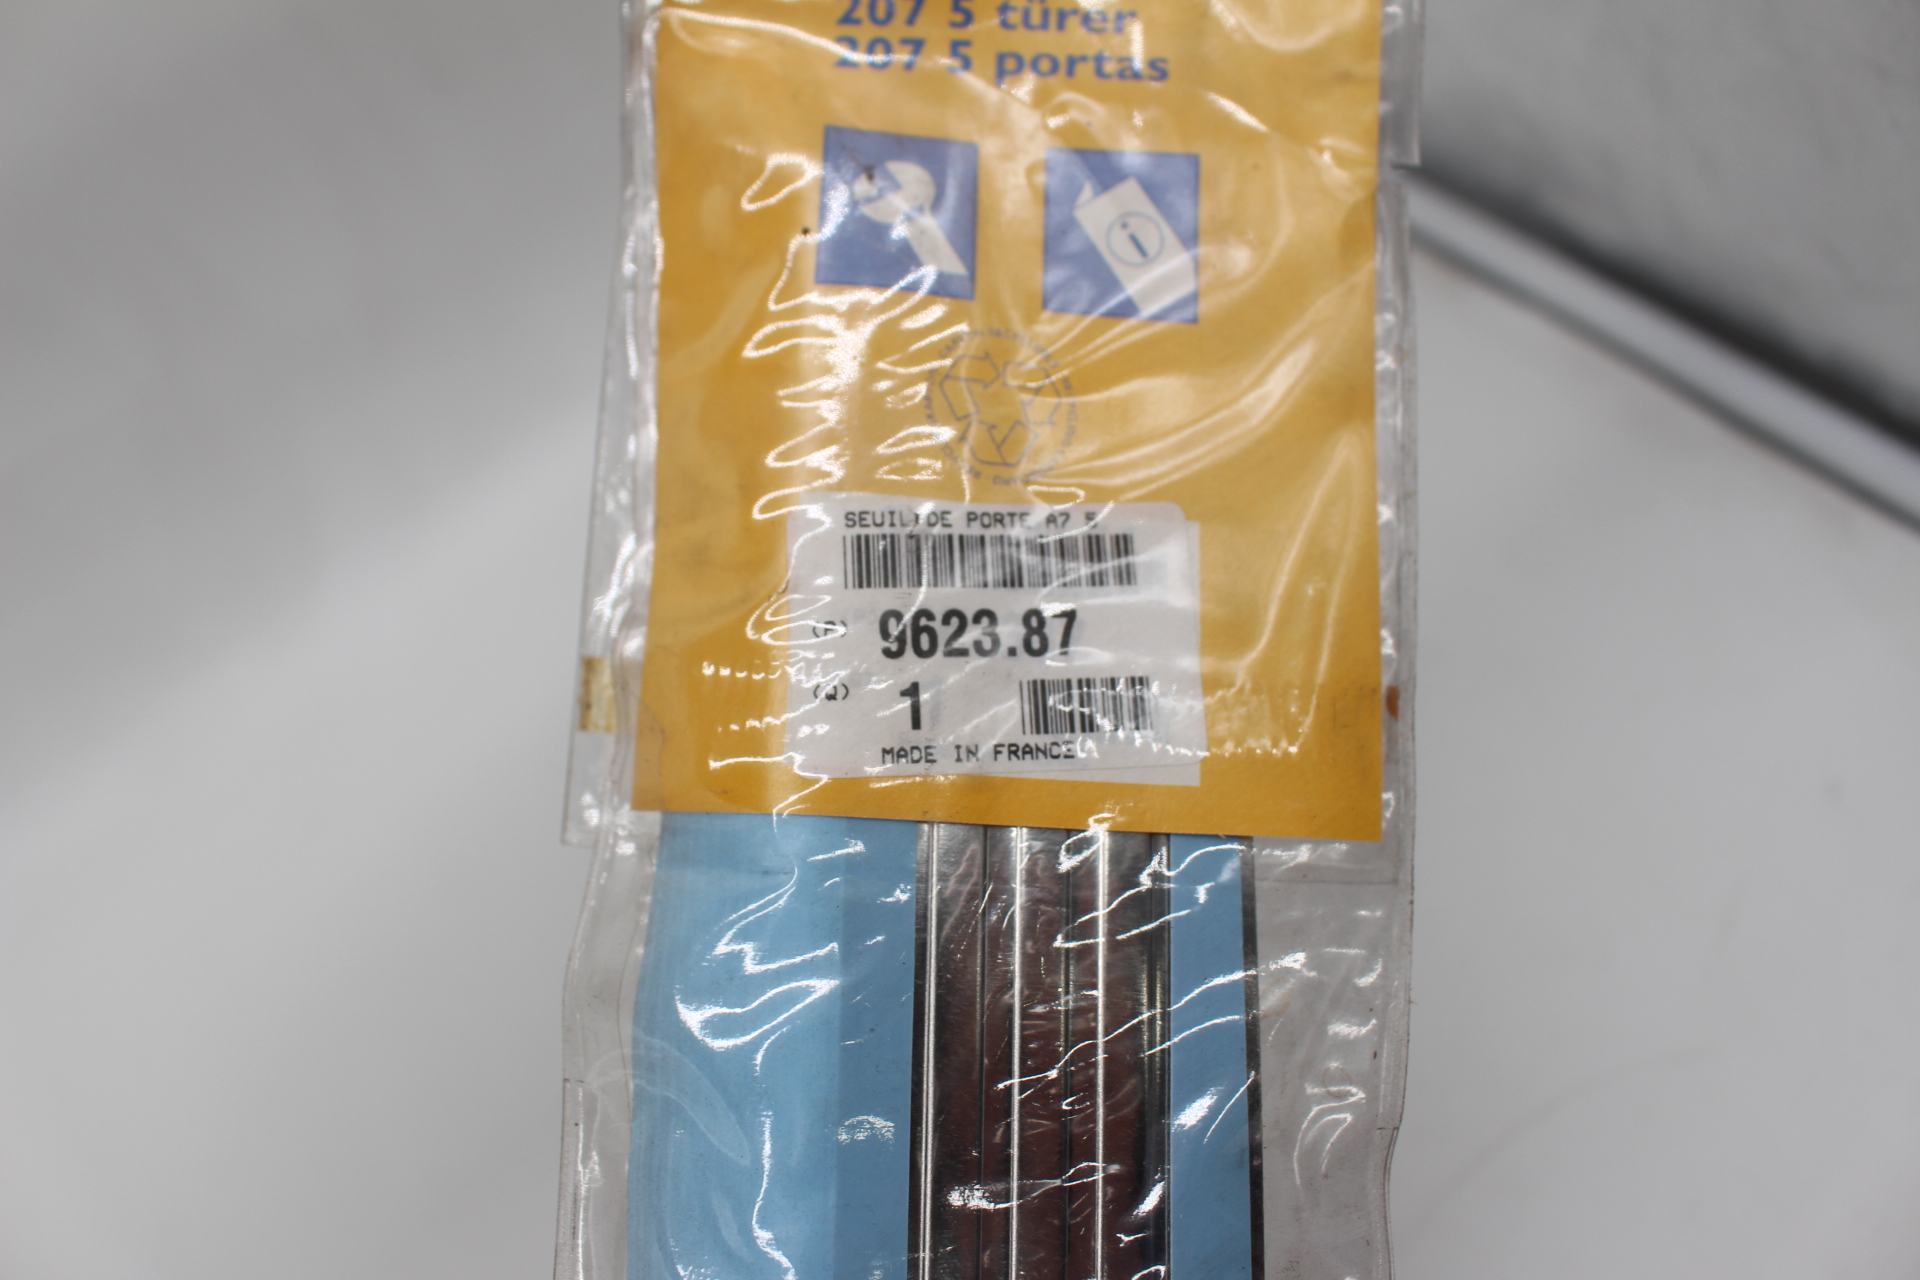 207 5 türer
207 5 portas
i
SEUIL DE PORTE A7 5
(P) 9623.87
(Q) 1
MADE IN FRANCE